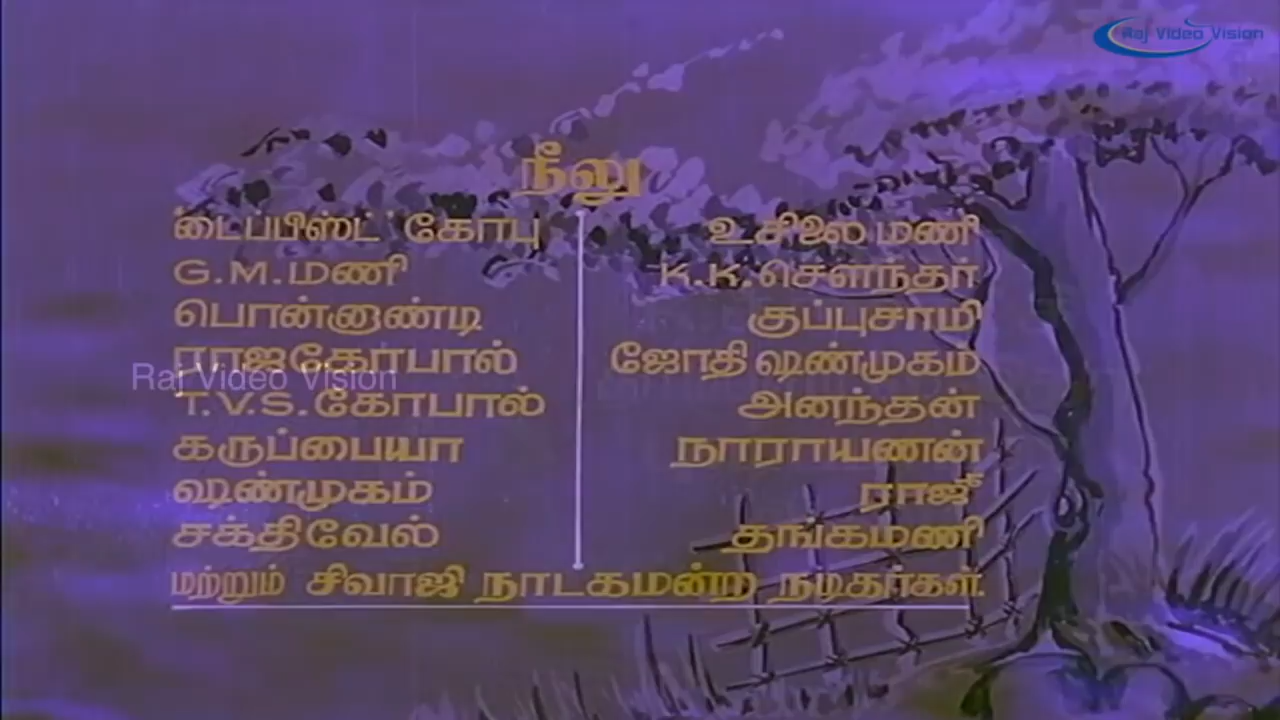 Raj Video Vision
நீலு
'டைப்பீஸ்ட்' கோபு உசிலை மணி
G.M.மணி K.K.சௌந்தர்
பொன்னுண்டி குப்புசாமி
ராஜகோபால் ஜோதி ஷண்முகம்
Raj Video Vision
T.V.S.கோபால் அனந்தன்
கருப்பையா நாராயணன்
ஷண்முகம் ராஜீ
சக்திவேல் தங்கமணி
மற்றும் சிவாஜி நாடகமன்ற நடிகர்கள்.